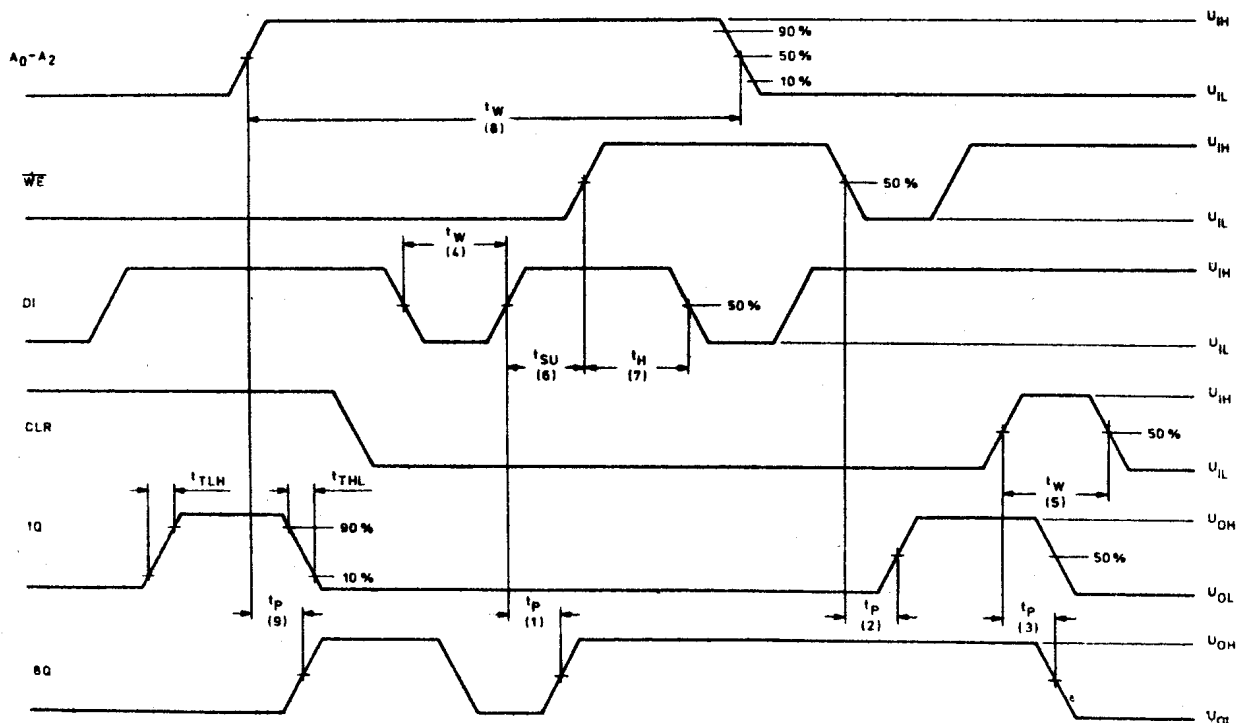 U_IH
90 %
A₀-A₂
50 %
10 %
U_IL
t_W
(8)
U_IH
W̅E̅
50 %
U_IL
t_W
(4)
U_IH
DI
50 %
t_SU
(6)
t_H
(7)
U_IL
U_IH
CLR
50 %
U_IL
t_TLH
t_THL
t_W
(5)
1Q
90 %
U_OH
50 %
10 %
U_OL
t_P
(9)
t_P
(1)
t_P
(2)
t_P
(3)
U_OH
8Q
U_OL